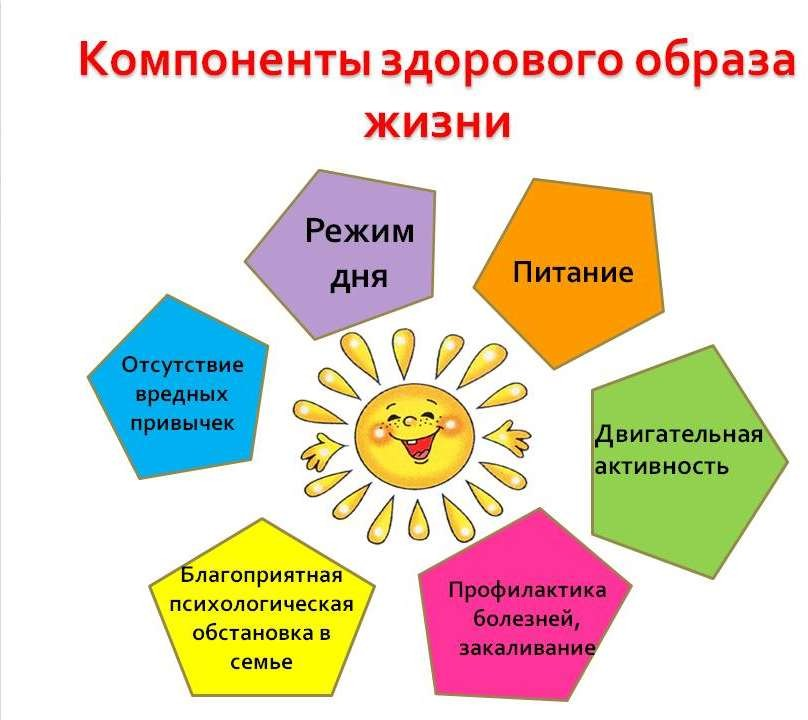 Компоненты здорового образа
жизни
Режим
дня
Питание
Отсутствие
вредных
привычек
Двигательная
активность
Благоприятная
психологическая
обстановка в
семье
Профилактика
болезней,
закаливание